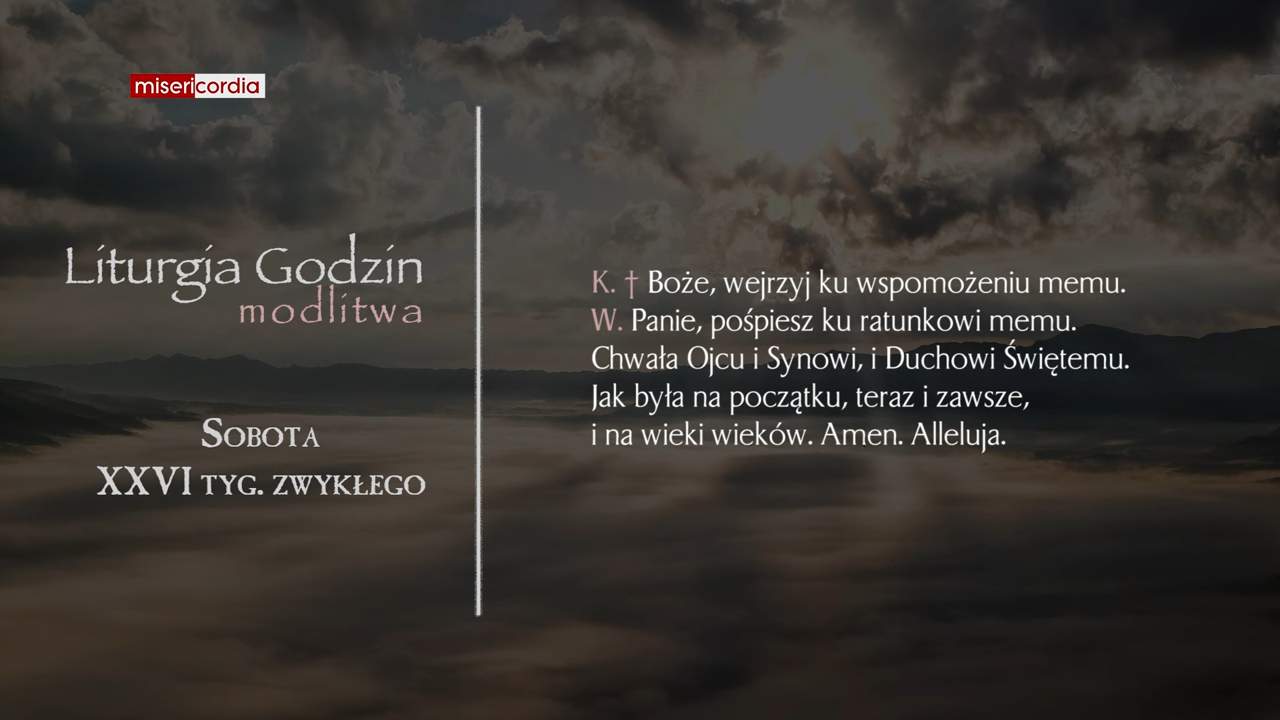 misericordia
Liturgia Godzin
modlitwa
Sobota
XXVI tyg. zwykłego
K. † Boże, wejrzyj ku wspomożeniu memu.
W. Panie, pośpiesz ku ratunkowi memu.
Chwała Ojcu i Synowi, i Duchowi Świętemu.
Jak była na początku, teraz i zawsze,
i na wieki wieków. Amen. Alleluja.